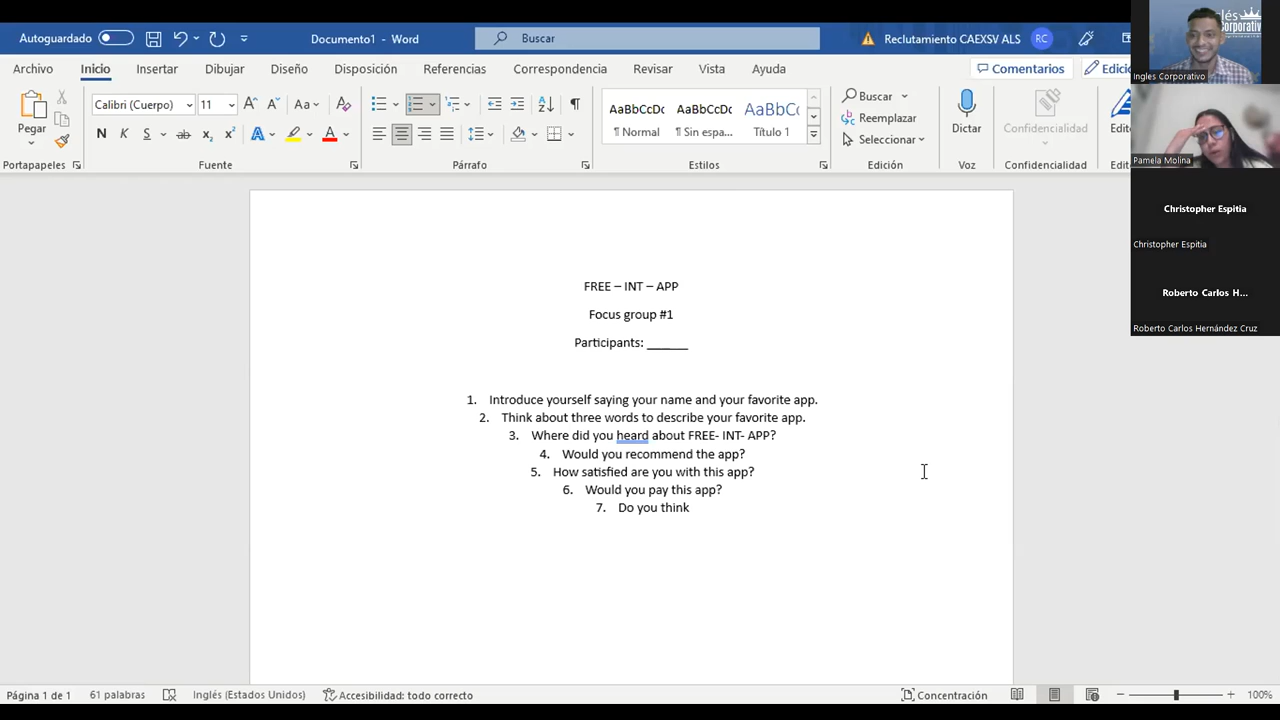 Autoguardado
Documento1 - Word
Buscar
Reclutamiento CAEXSV ALS
RC
Archivo Inicio Insertar Dibujar Diseño Disposición Referencias Correspondencia Revisar Vista Ayuda
Comentarios
Edició
Pegar
Calibri (Cuerpo) 11
AaBbCcDc AaBbCcDc AaBbCc
¶ Normal ¶ Sin espa... Título 1
Buscar
Reemplazar
Seleccionar
Dictar
Confidencialidad
Edito
Portapapeles Fuente Párrafo Estilos Edición Voz Confidencialidad Edito
FREE – INT – APP
Focus group #1
Participants: ______
1. Introduce yourself saying your name and your favorite app.
2. Think about three words to describe your favorite app.
3. Where did you heard about FREE- INT- APP?
4. Would you recommend the app?
5. How satisfied are you with this app?
6. Would you pay this app?
7. Do you think
Ingles Corporativo
Pamela Molina
Christopher Espitia
Christopher Espitia
Roberto Carlos H...
Roberto Carlos Hernández Cruz
Página 1 de 1 61 palabras Inglés (Estados Unidos) Accesibilidad: todo correcto Concentración 100%